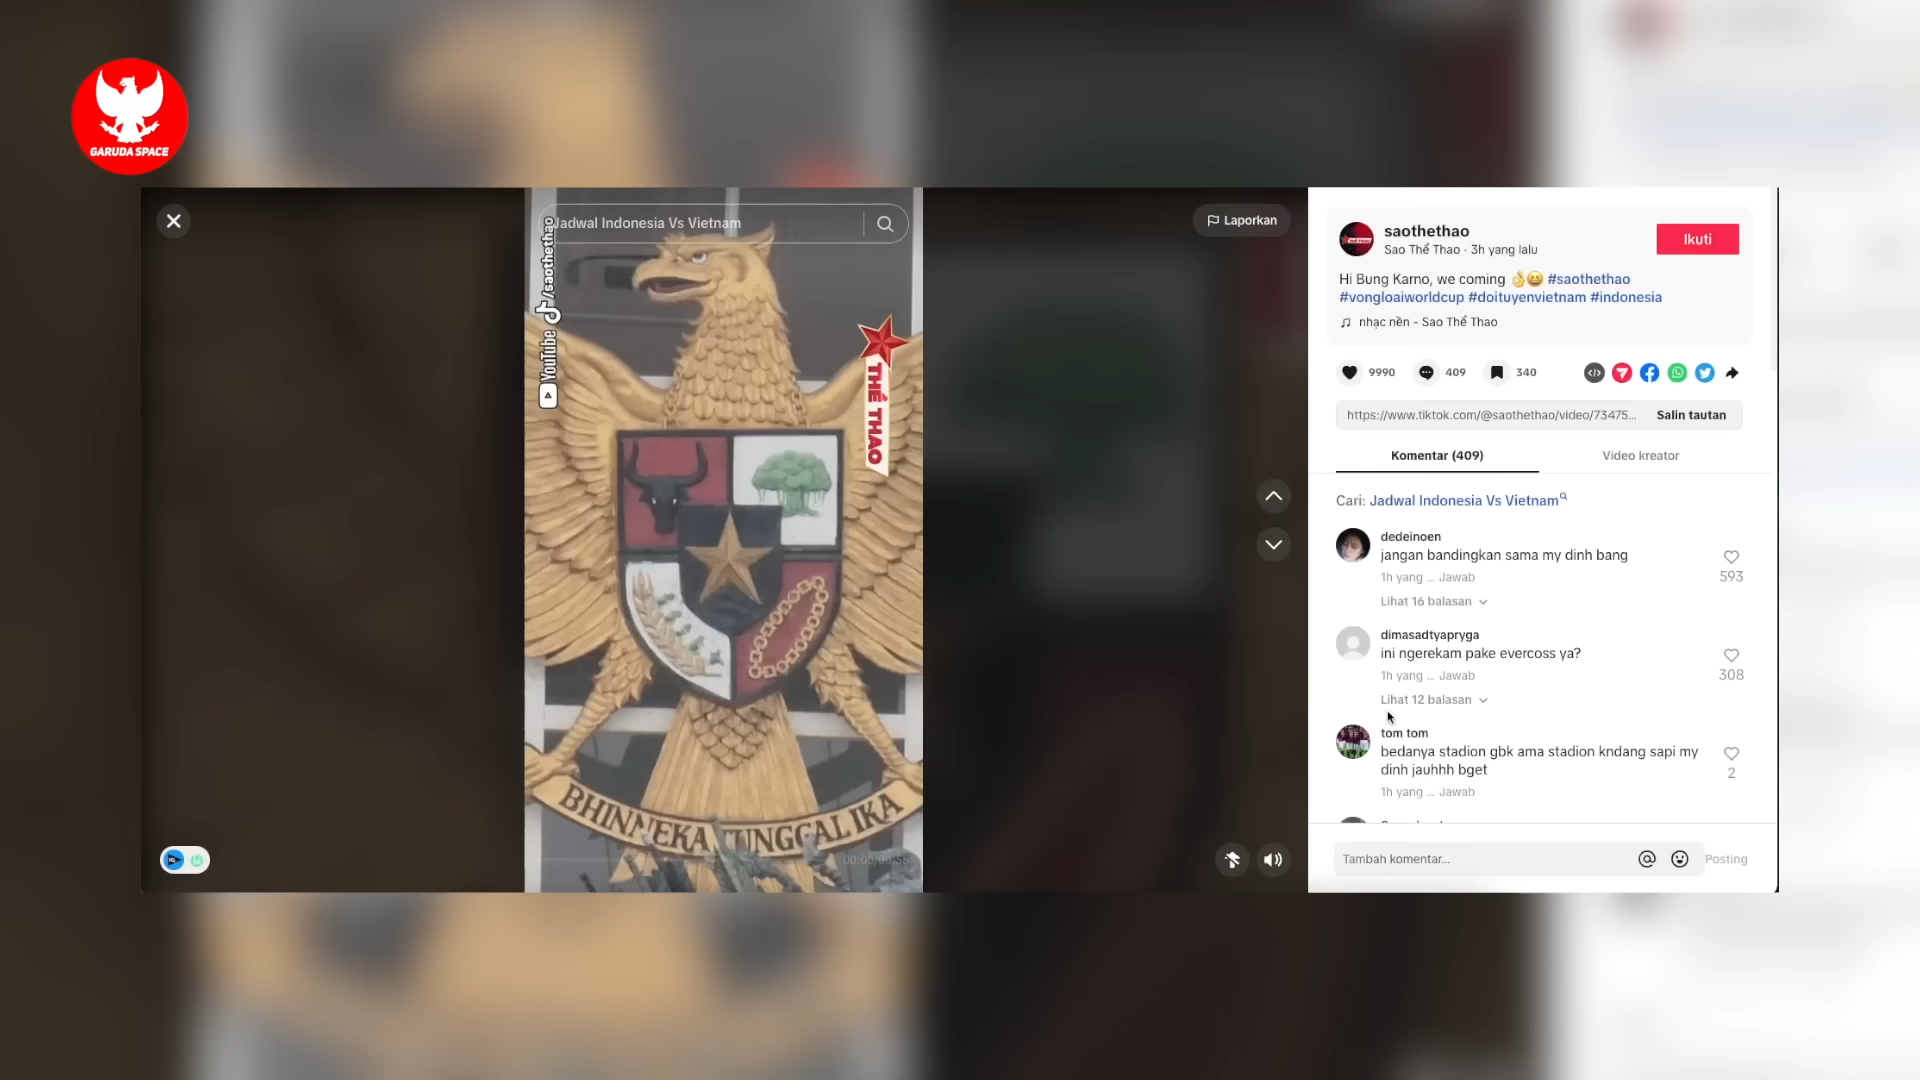 GARUDA SPACE
Jadwal Indonesia Vs Vietnam
Laporkan
YouTube /saothethao
THỂ THAO
BHINNEKA TUNGGAL IKA
saothethao
Sao Thể Thao · 3h yang lalu
Ikuti
Hi Bung Karno, we coming 👌😆 #saothethao
#vongloaiworldcup #doituyenvietnam #indonesia
nhạc nền - Sao Thể Thao
9990
409
340
https://www.tiktok.com/@saothethao/video/73475...
Salin tautan
Komentar (409)
Video kreator
Cari: Jadwal Indonesia Vs Vietnam
dedeinoen
jangan bandingkan sama my dinh bang
593
1h yang ... Jawab
Lihat 16 balasan
dimasadtyapryga
ini ngerekam pake evercoss ya?
308
1h yang ... Jawab
Lihat 12 balasan
tom tom
bedanya stadion gbk ama stadion kndang sapi my
dinh jauhhh bget
2
1h yang ... Jawab
Tambah komentar...
Posting